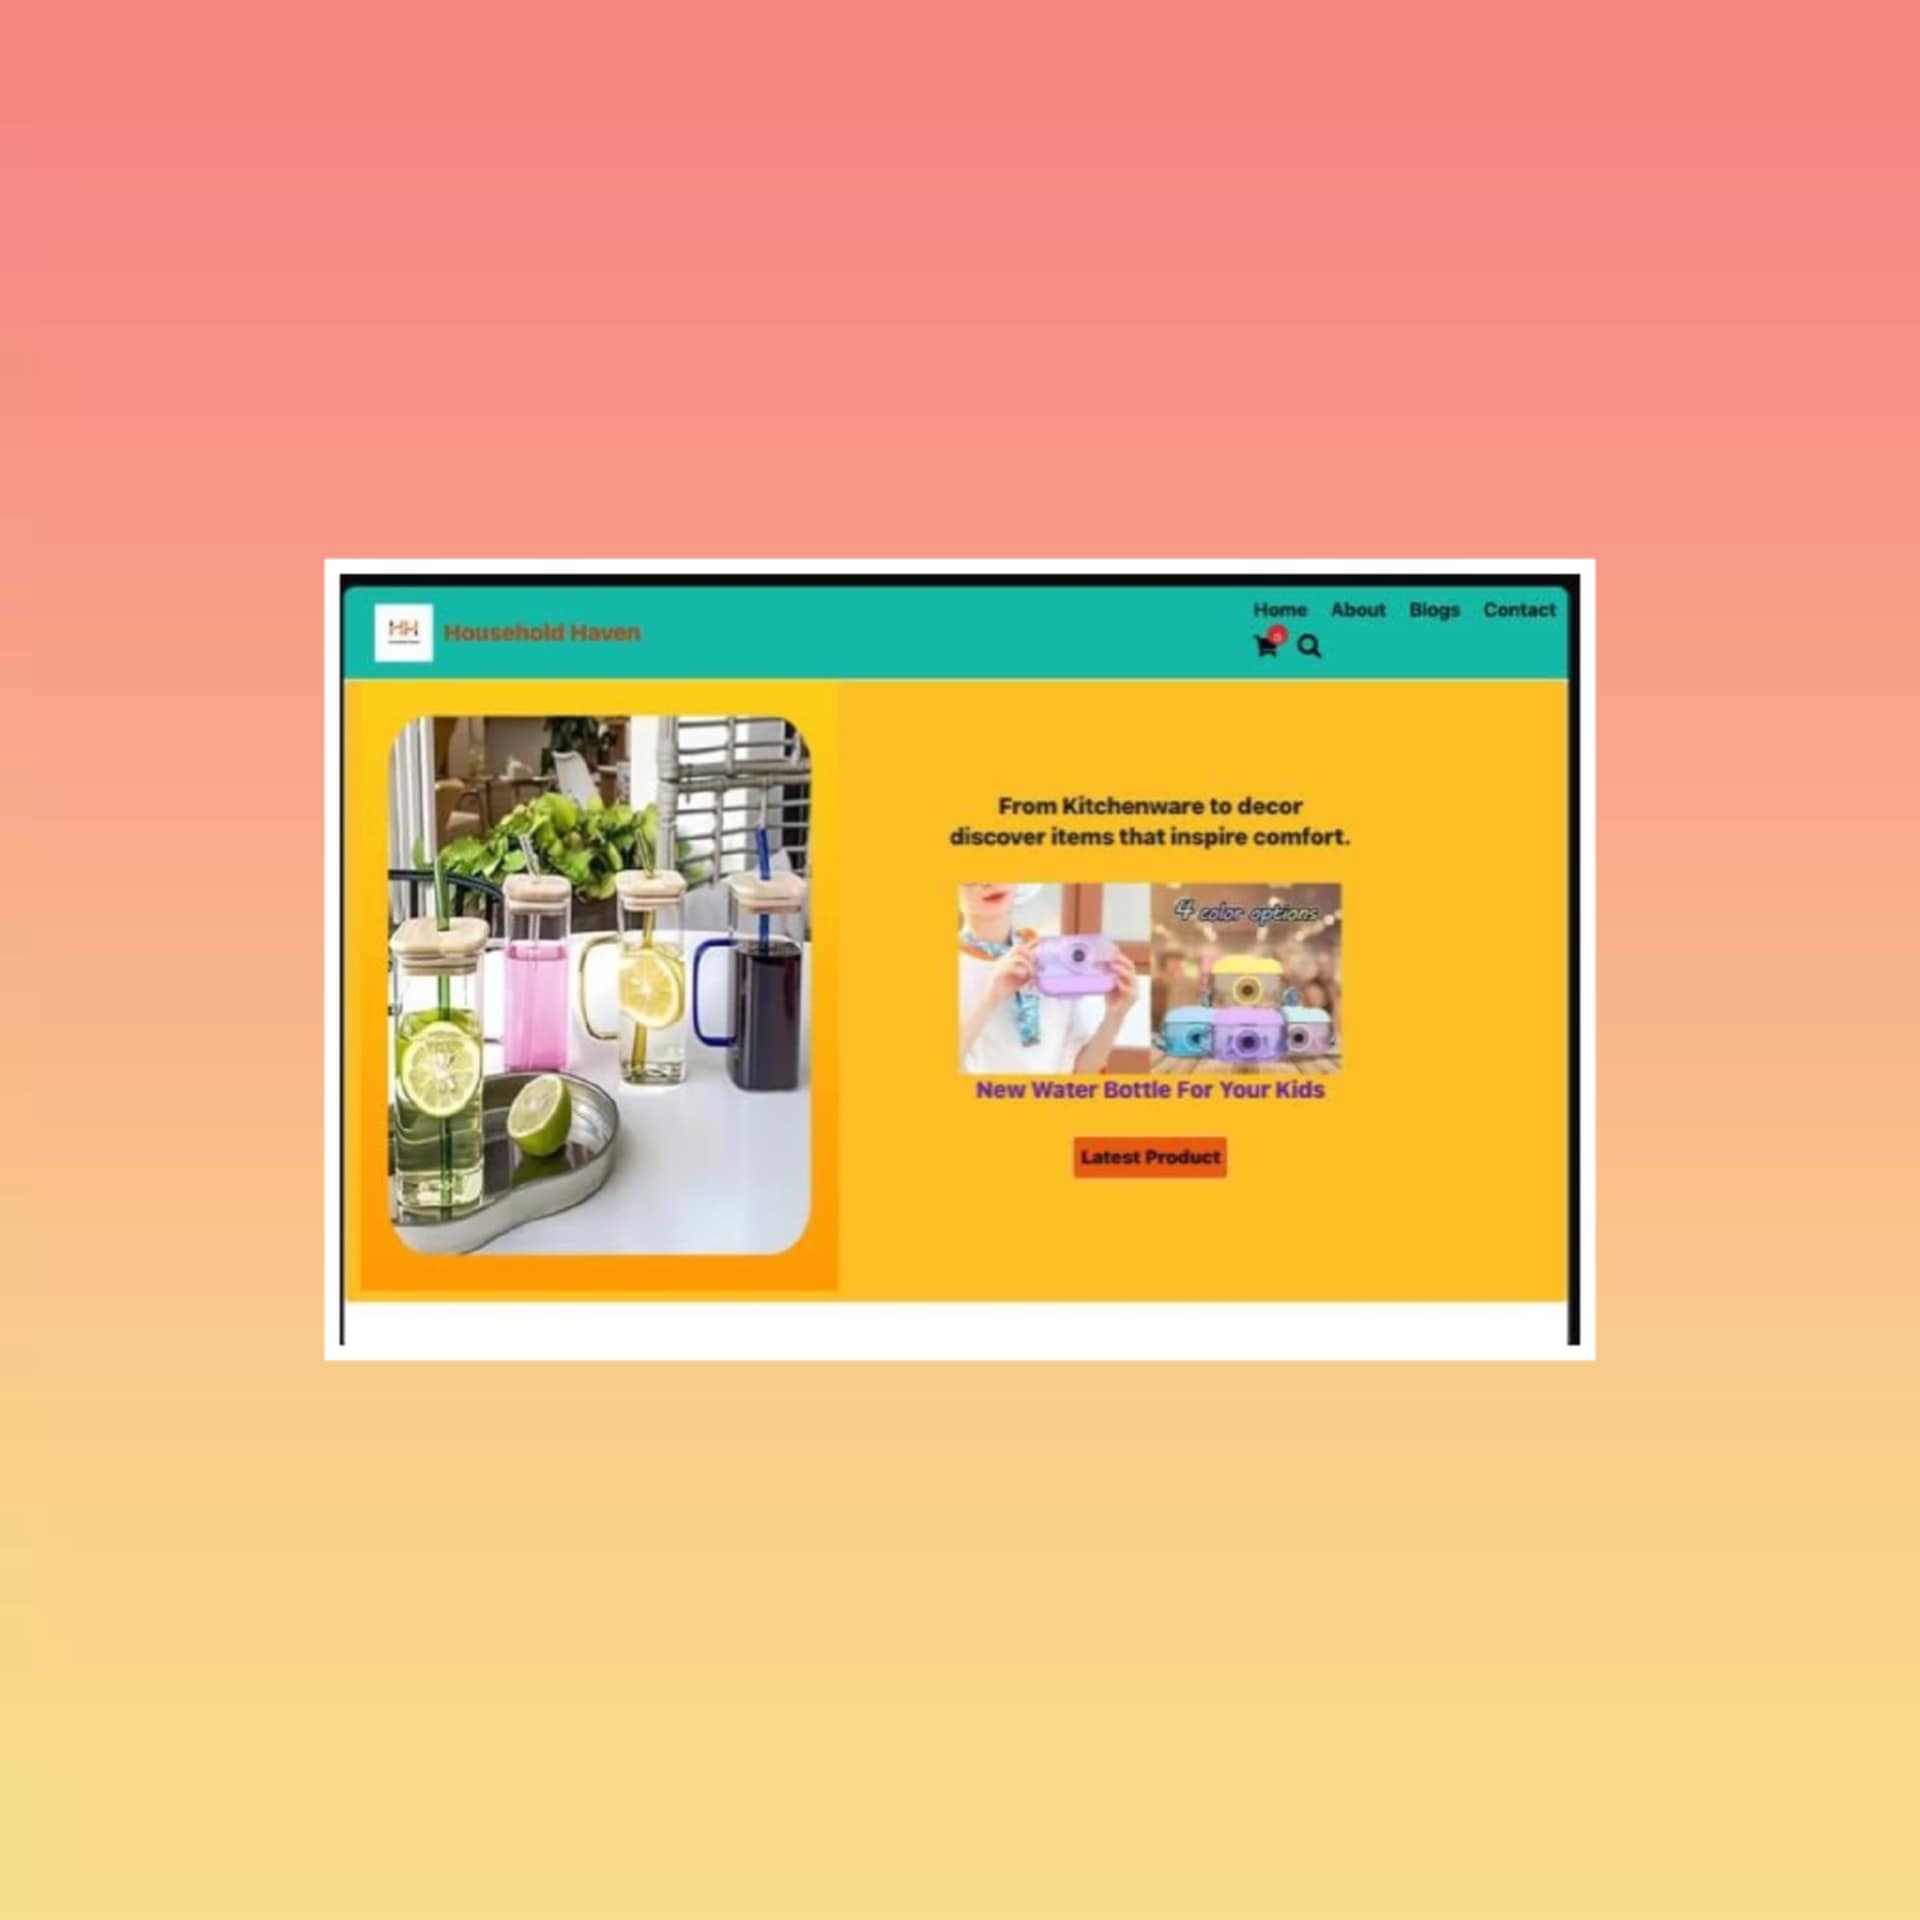 HH
Household Haven
Home About Blogs Contact
0
From Kitchenware to decor
discover items that inspire comfort.
4 color options
New Water Bottle For Your Kids
Latest Product